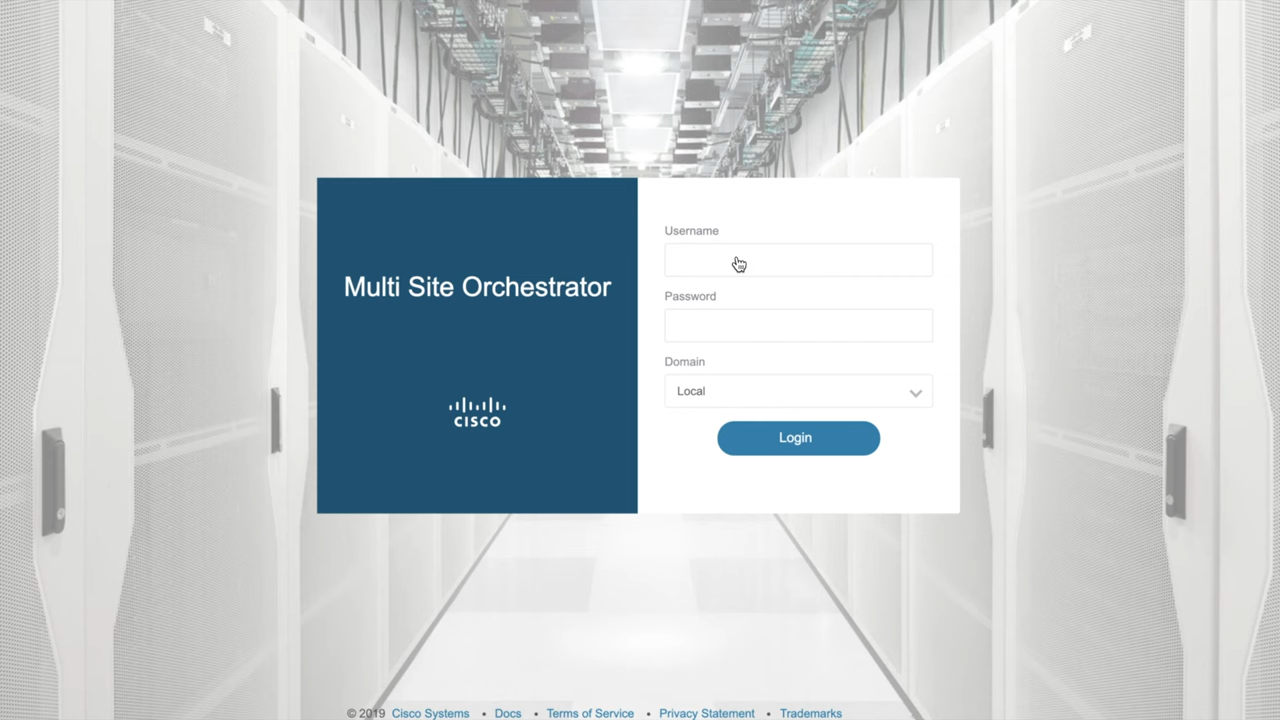 Multi Site Orchestrator
CISCO
Username
Password
Domain
Local
Login
© 2019 Cisco Systems • Docs • Terms of Service • Privacy Statement • Trademarks